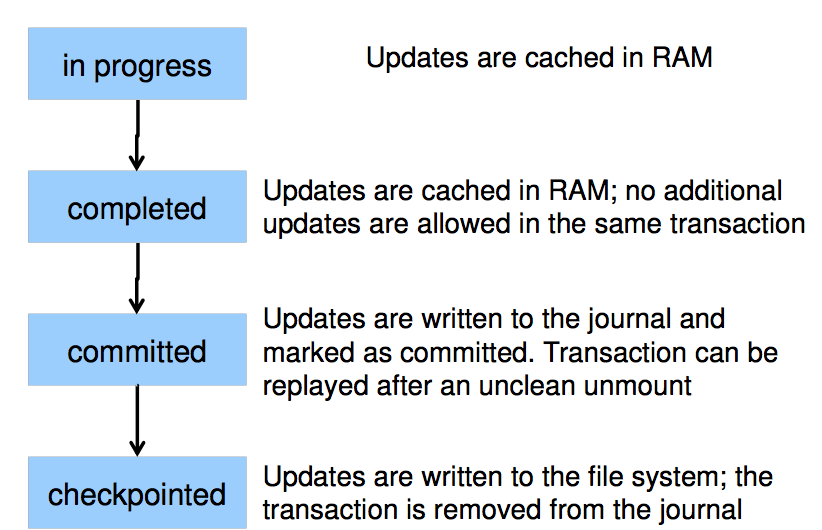 in progress
Updates are cached in RAM
completed
Updates are cached in RAM; no additional
updates are allowed in the same transaction
committed
Updates are written to the journal and
marked as committed. Transaction can be
replayed after an unclean unmount
checkpointed
Updates are written to the file system; the
transaction is removed from the journal